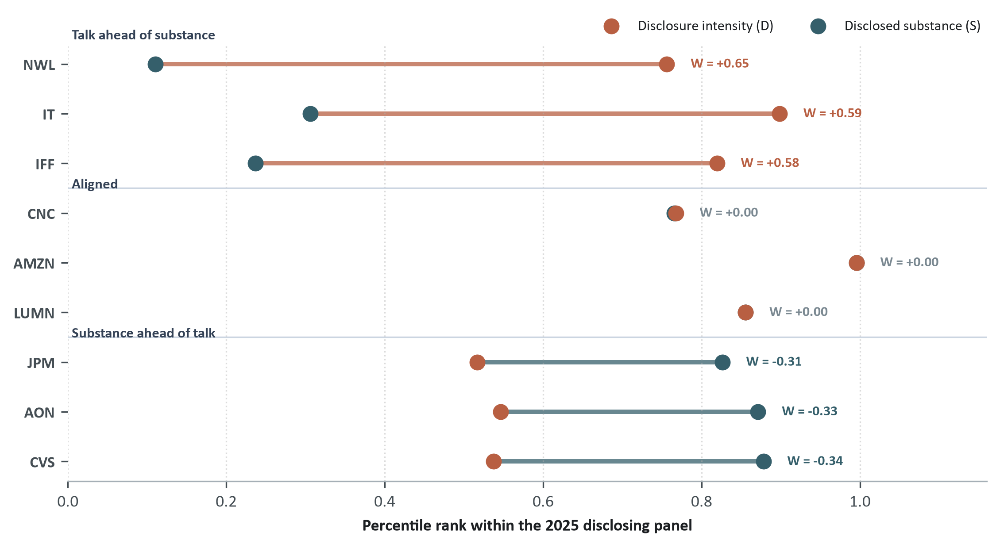 Disclosure intensity (D) Disclosed substance (S)
Talk ahead of substance
NWL W = +0.65
IT W = +0.59
IFF W = +0.58
Aligned
CNC W = +0.00
AMZN W = +0.00
LUMN W = +0.00
Substance ahead of talk
JPM W = -0.31
AON W = -0.33
CVS W = -0.34
0.0 0.2 0.4 0.6 0.8 1.0
Percentile rank within the 2025 disclosing panel